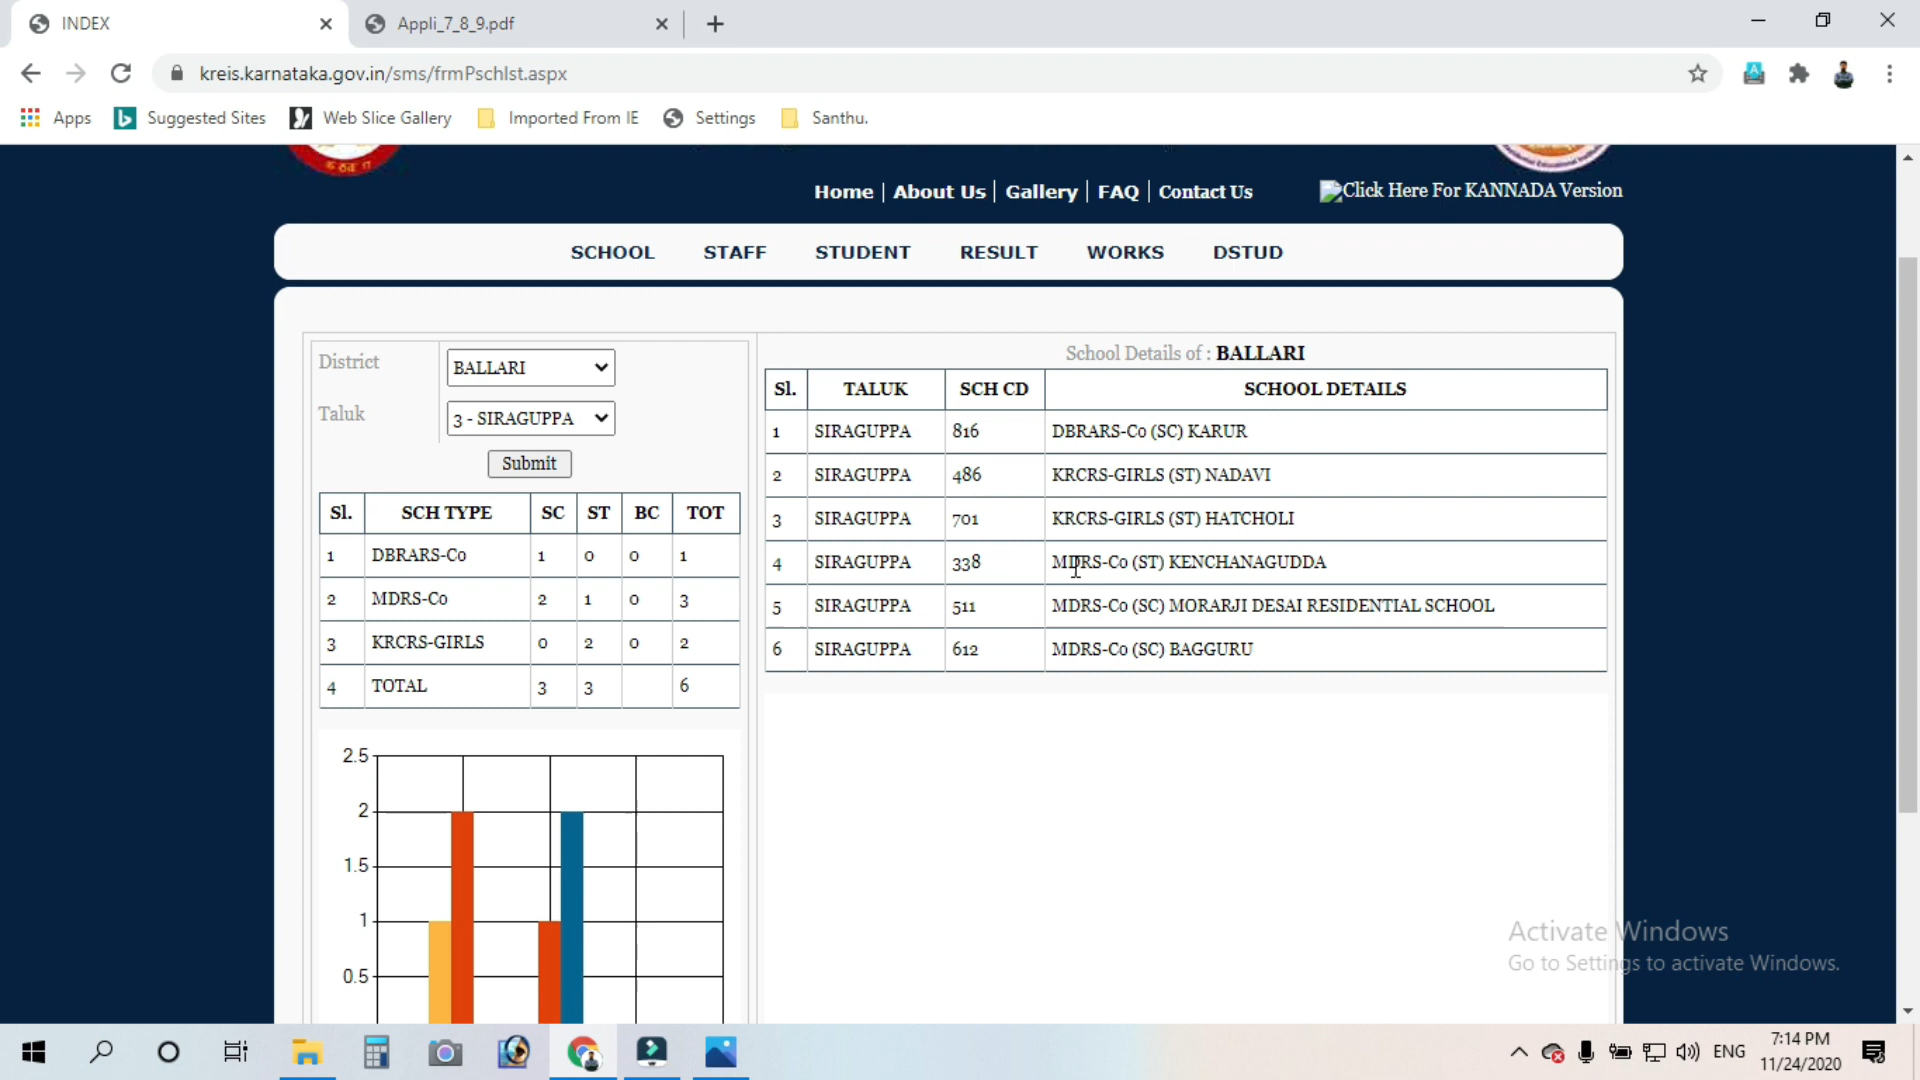 INDEX
Appli_7_8_9.pdf
kreis.karnataka.gov.in/sms/frmPschlst.aspx
Apps Suggested Sites Web Slice Gallery Imported From IE Settings Santhu.
Home | About Us | Gallery | FAQ | Contact Us
Click Here For KANNADA Version
SCHOOL STAFF STUDENT RESULT WORKS DSTUD
District BALLARI
Taluk 3 - SIRAGUPPA
Submit
Sl. SCH TYPE SC ST BC TOT
1 DBRARS-Co 1 0 0 1
2 MDRS-Co 2 1 0 3
3 KRCRS-GIRLS 0 2 0 2
4 TOTAL 3 3 6
2.5
2
1.5
1
0.5
School Details of : BALLARI
Sl. TALUK SCH CD SCHOOL DETAILS
1 SIRAGUPPA 816 DBRARS-Co (SC) KARUR
2 SIRAGUPPA 486 KRCRS-GIRLS (ST) NADAVI
3 SIRAGUPPA 701 KRCRS-GIRLS (ST) HATCHOLI
4 SIRAGUPPA 338 MDRS-Co (ST) KENCHANAGUDDA
5 SIRAGUPPA 511 MDRS-Co (SC) MORARJI DESAI RESIDENTIAL SCHOOL
6 SIRAGUPPA 612 MDRS-Co (SC) BAGGURU
Activate Windows
Go to Settings to activate Windows.
ENG
7:14 PM
11/24/2020